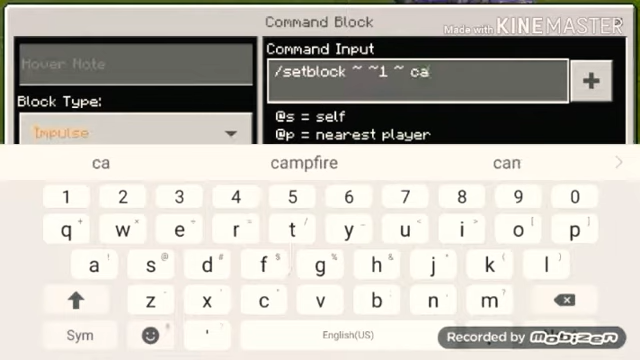 Command Block
Made with KINEMASTER
Hover Note
Command Input
/setblock ~ ~1 ~ ca
+
Block Type:
Impulse
@s = self
@p = nearest player
ca campfire can
1 2 3 4 5 6 7 8 9 0
q w e r t y u i o p
a s d f g h j k l
z x c v b n m
Sym ' English(US)
Recorded by mobizen